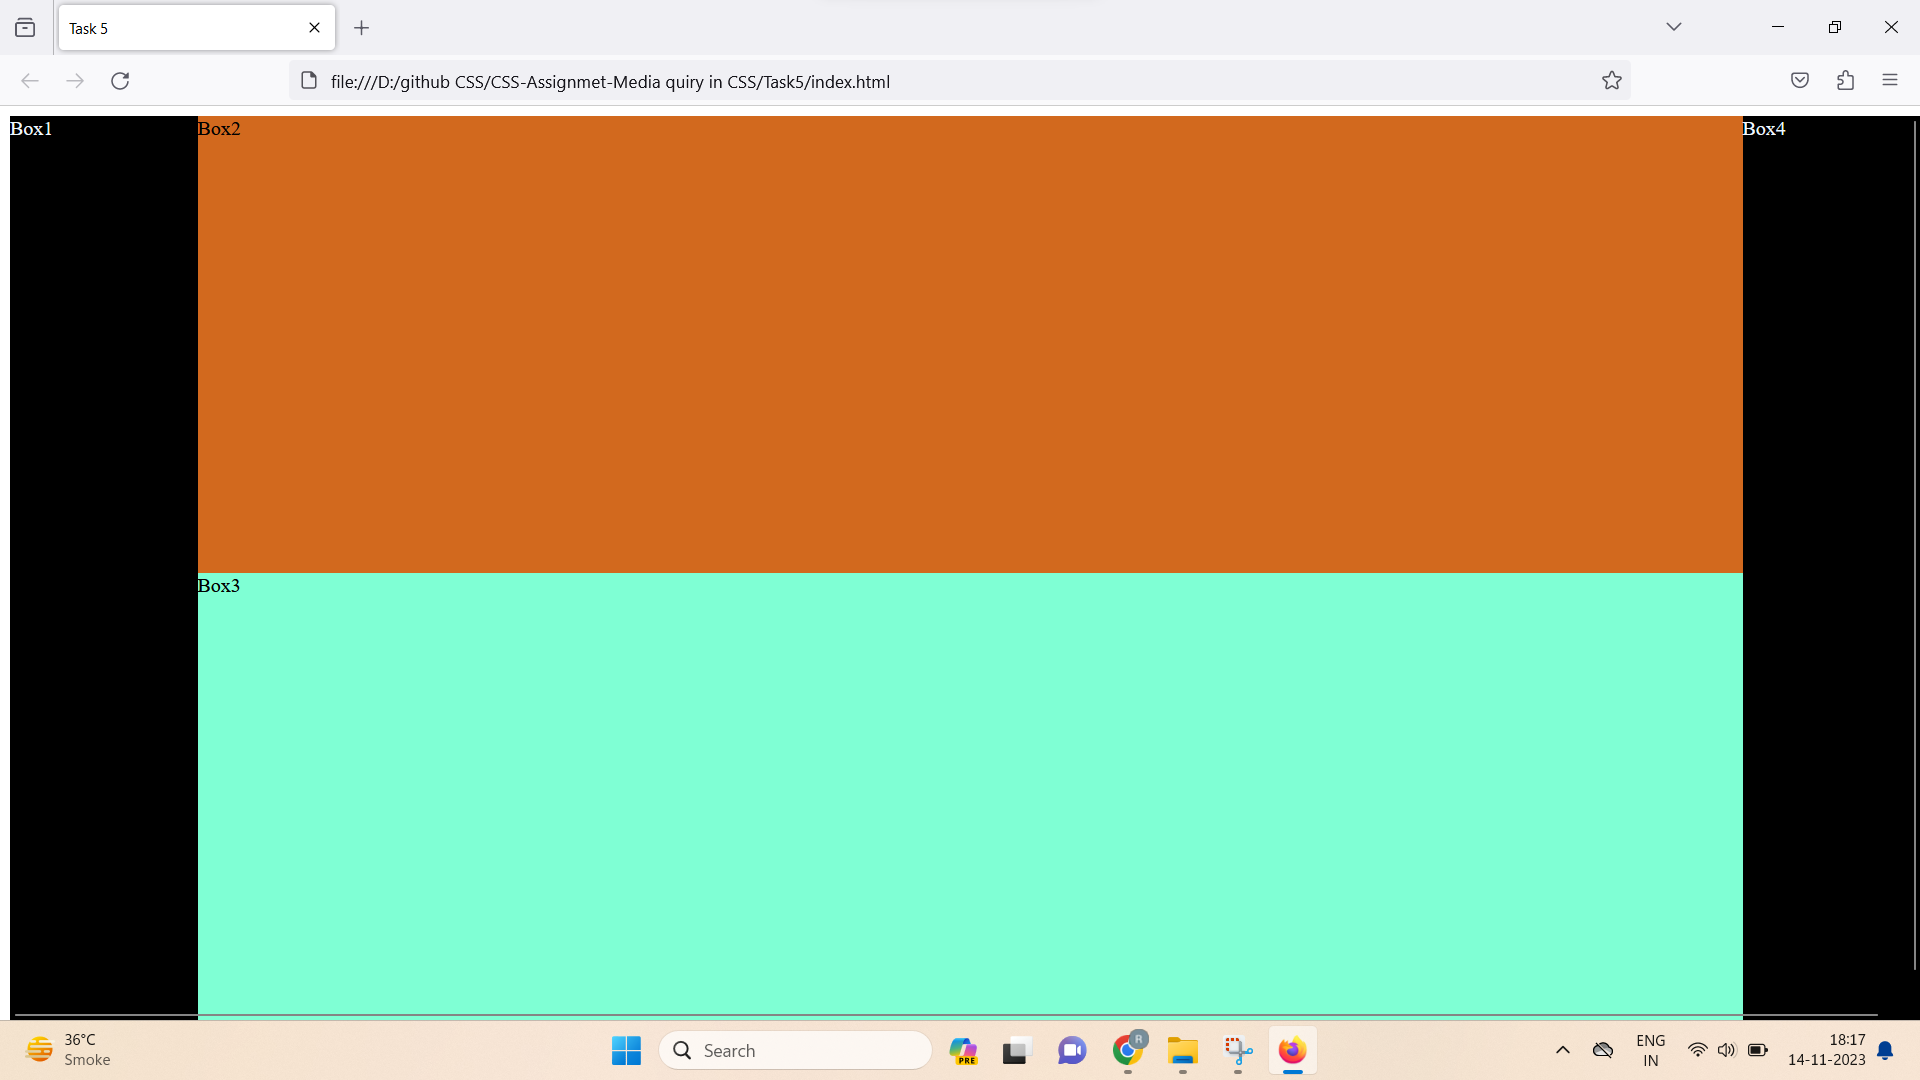 Task 5
file:///D:/github CSS/CSS-Assignmet-Media quiry in CSS/Task5/index.html
Box1
Box2
Box4
Box3
36°C
Smoke
Search
PRE
R
ENG
IN
18:17
14-11-2023